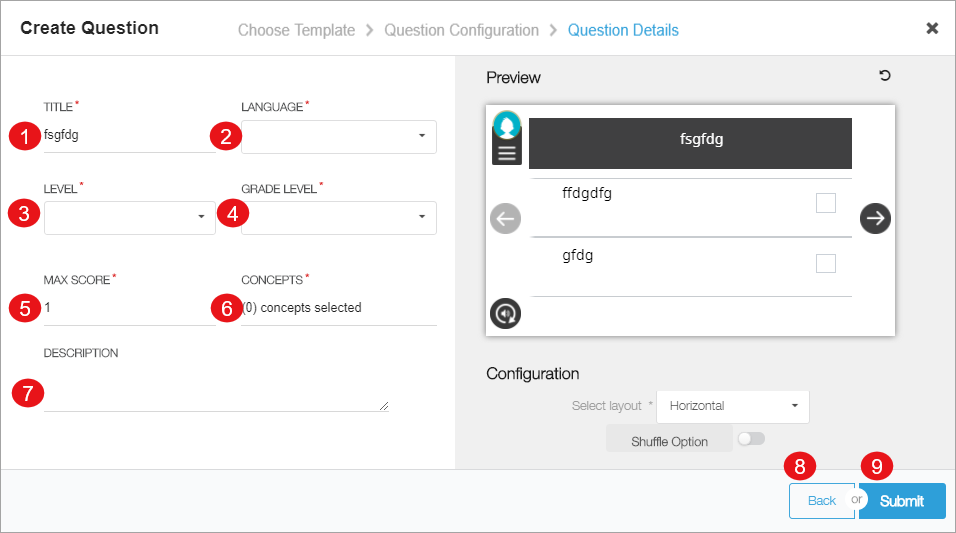 Create Question
Choose Template > Question Configuration > Question Details
TITLE *
LANGUAGE *
1 fsgfdg
2
LEVEL *
GRADE LEVEL *
3
4
MAX SCORE *
CONCEPTS *
5 1
6 (0) concepts selected
DESCRIPTION
7
Preview
fsgfdg
ffdgdfg
gfdg
Configuration
Select layout * Horizontal
Shuffle Option
8
9
Back or Submit